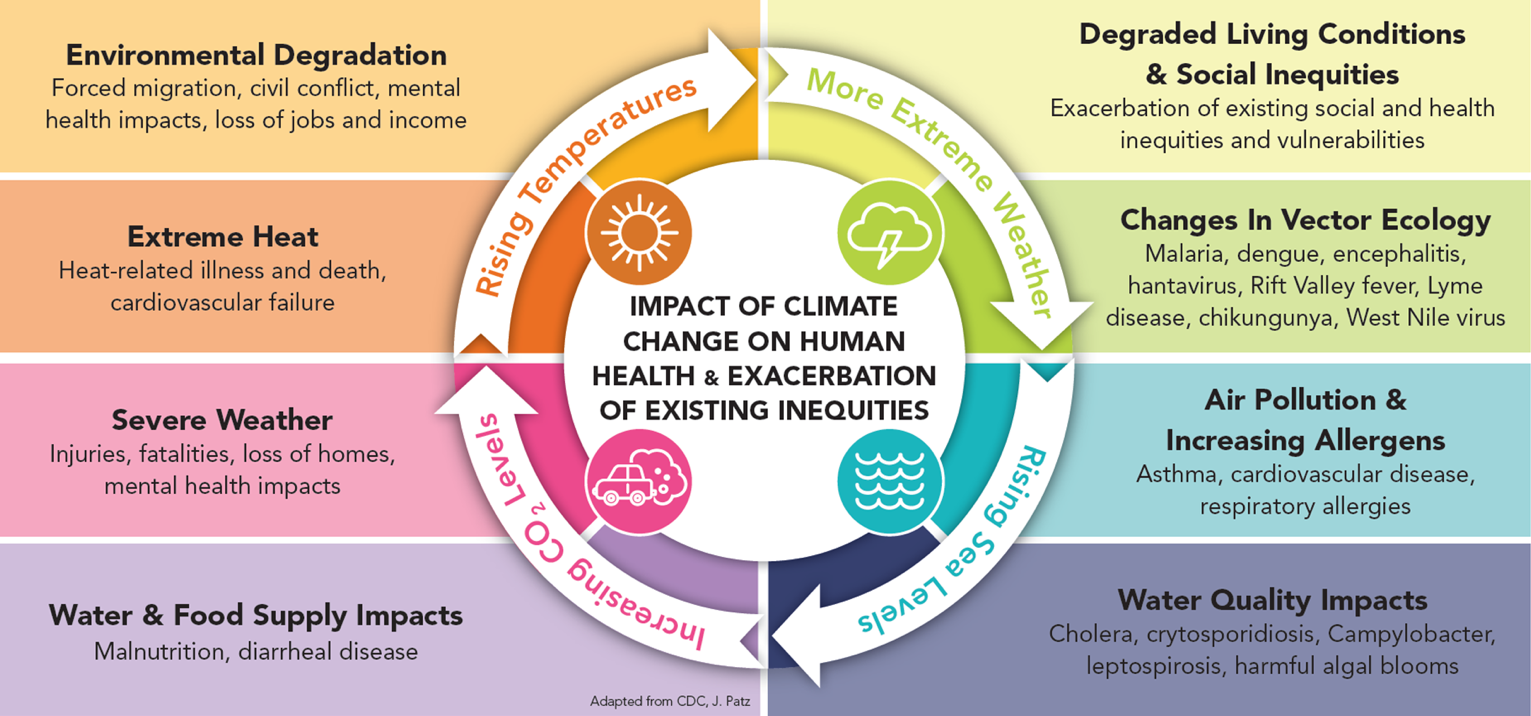 Environmental Degradation
Forced migration, civil conflict, mental
health impacts, loss of jobs and income
Extreme Heat
Heat-related illness and death,
cardiovascular failure
Severe Weather
Injuries, fatalities, loss of homes,
mental health impacts
Water & Food Supply Impacts
Malnutrition, diarrheal disease
Rising Temperatures
More Extreme Weather
Rising Sea Levels
Increasing CO₂ Levels
IMPACT OF CLIMATE
CHANGE ON HUMAN
HEALTH & EXACERBATION
OF EXISTING INEQUITIES
Degraded Living Conditions
& Social Inequities
Exacerbation of existing social and health
inequities and vulnerabilities
Changes In Vector Ecology
Malaria, dengue, encephalitis,
hantavirus, Rift Valley fever, Lyme
disease, chikungunya, West Nile virus
Air Pollution &
Increasing Allergens
Asthma, cardiovascular disease,
respiratory allergies
Water Quality Impacts
Cholera, crytosporidiosis, Campylobacter,
leptospirosis, harmful algal blooms
Adapted from CDC, J. Patz